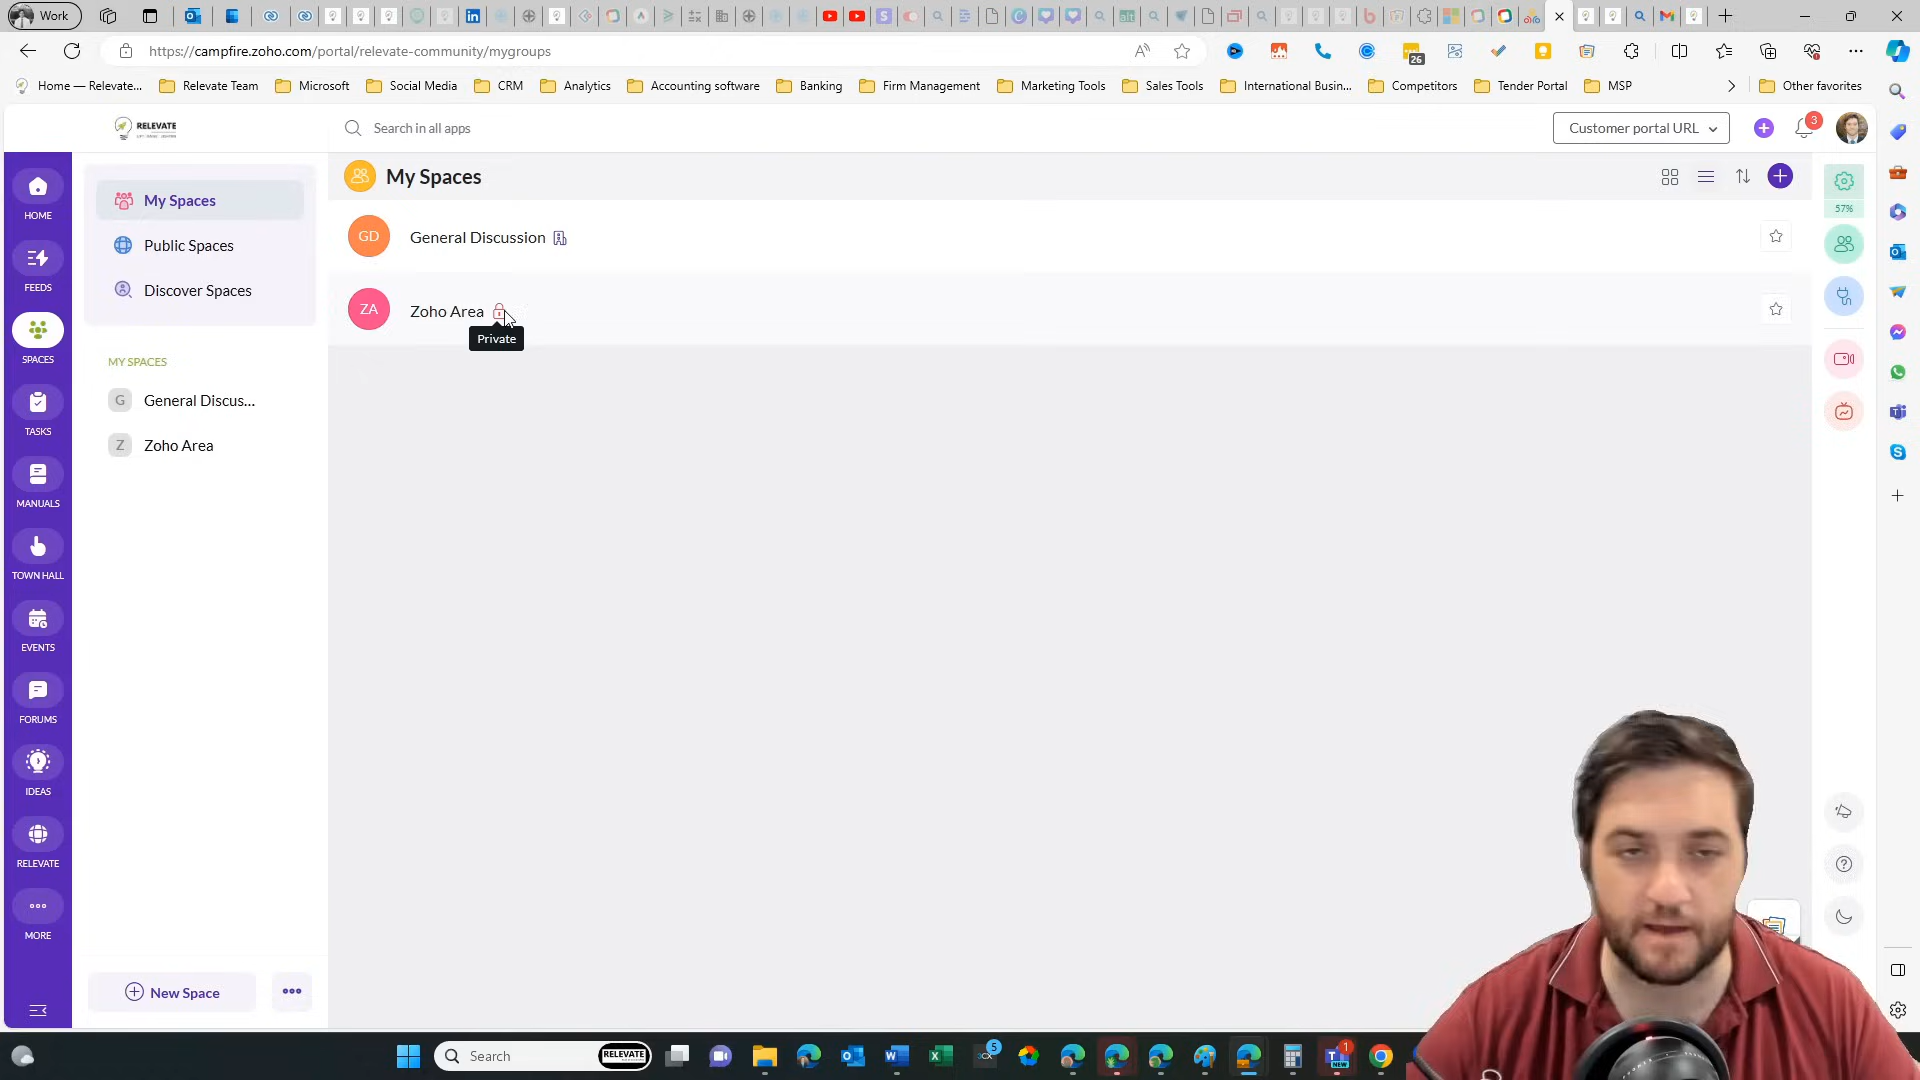 Work
https://campfire.zoho.com/portal/relevate-community/mygroups
26
Home — Relevate...
Relevate Team
Microsoft
Social Media
CRM
Analytics
Accounting software
Banking
Firm Management
Marketing Tools
Sales Tools
International Busin...
Competitors
Tender Portal
MSP
Other favorites
RELEVATE
Search in all apps
Customer portal URL
3
HOME
FEEDS
SPACES
TASKS
MANUALS
TOWN HALL
EVENTS
FORUMS
IDEAS
RELEVATE
MORE
My Spaces
Public Spaces
Discover Spaces
MY SPACES
G General Discus...
Z Zoho Area
New Space
My Spaces
GD General Discussion
ZA Zoho Area
Private
57%
Search
RELEVATE
5
1
NEW